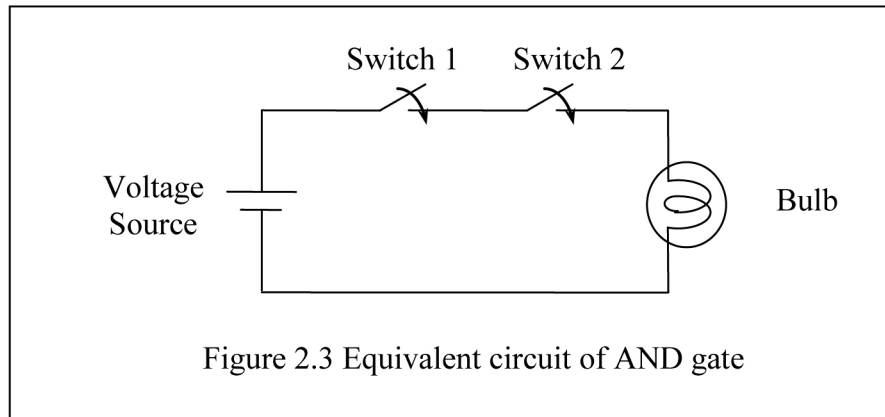 Switch 1
Switch 2
Voltage
Source
Bulb
Figure 2.3 Equivalent circuit of AND gate